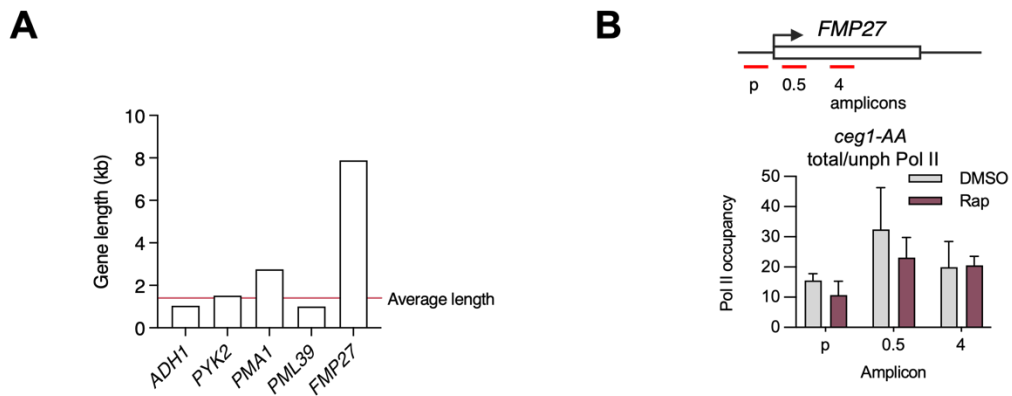 A
Gene length (kb)
10
8
6
4
2
0
Average length
ADH1
PYK2
PMA1
PML39
FMP27
B
FMP27
p 0.5 4
amplicons
ceg1-AA
total/unph Pol II
DMSO
Rap
Pol II occupancy
50
40
30
20
10
0
p 0.5 4
Amplicon